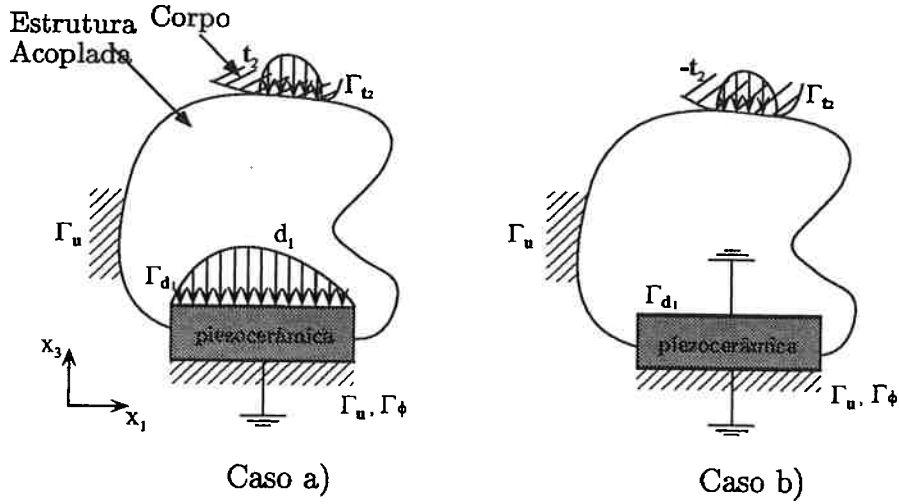 Estrutura Corpo
Acoplada
t₂
Γt₂
Γu
d₁
Γd₁
piezocerâmica
x₃
x₁
Γu, Γϕ
Caso a)
-t₂
Γt₂
Γu
Γd₁
piezocerâmica
Γu, Γϕ
Caso b)